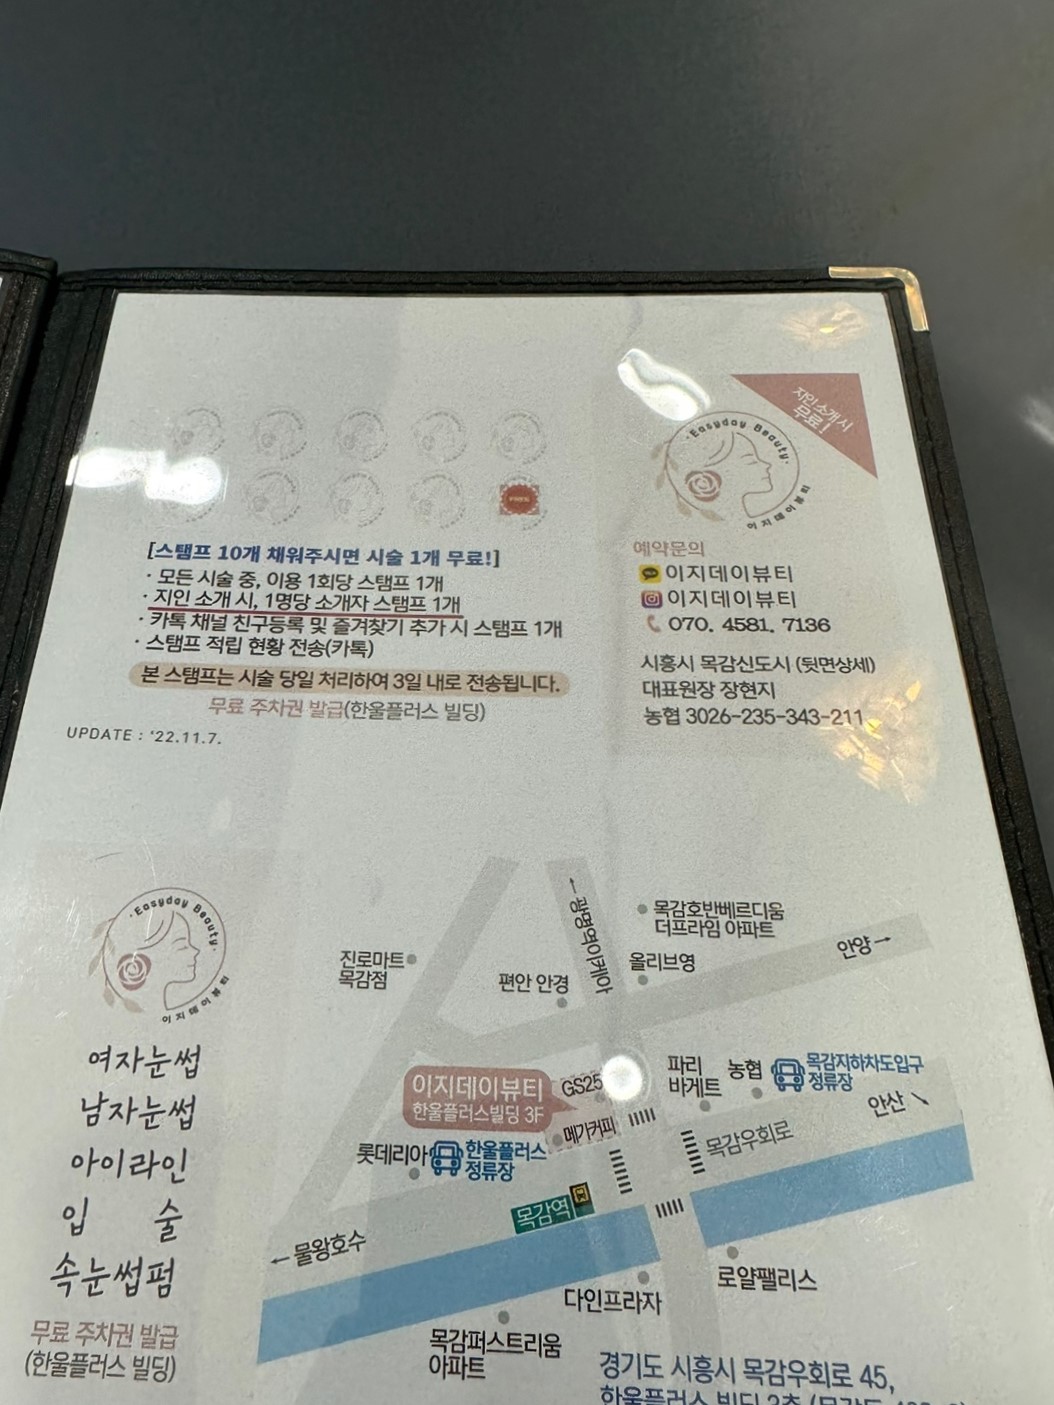 지인 소개 시
무료!
·Easyday Beauty·
이지데이뷰티
FREE
[스탬프 10개 채워주시면 시술 1개 무료!]
· 모든 시술 중, 이용 1회당 스탬프 1개
· 지인 소개 시, 1명당 소개자 스탬프 1개
· 카톡 채널 친구등록 및 즐겨찾기 추가 시 스탬프 1개
· 스탬프 적립 현황 전송(카톡)
본 스탬프는 시술 당일 처리하여 3일 내로 전송됩니다.
무료 주차권 발급(한울플러스 빌딩)
UPDATE : '22.11.7.
예약문의
이지데이뷰티
이지데이뷰티
070. 4581. 7136
시흥시 목감신도시 (뒷면상세)
대표원장 장현지
농협 3026-235-343-211
·Easyday Beauty·
이지데이뷰티
여자눈썹
남자눈썹
아이라인
입 술
속눈썹펌
무료 주차권 발급
(한울플러스 빌딩)
← 광명역이케아
목감호반베르디움
더프라임 아파트
안양→
진로마트
목감점
편안 안경
올리브영
이지데이뷰티
한울플러스빌딩 3F
GS25
메가커피
파리
바게트
농협
목감지하차도입구
정류장
안산
롯데리아
한울플러스
정류장
목감우회로
목감역
← 물왕호수
로얄팰리스
다인프라자
목감퍼스트리움
아파트
경기도 시흥시 목감우회로 45,
한울플러스 빌딩 3층